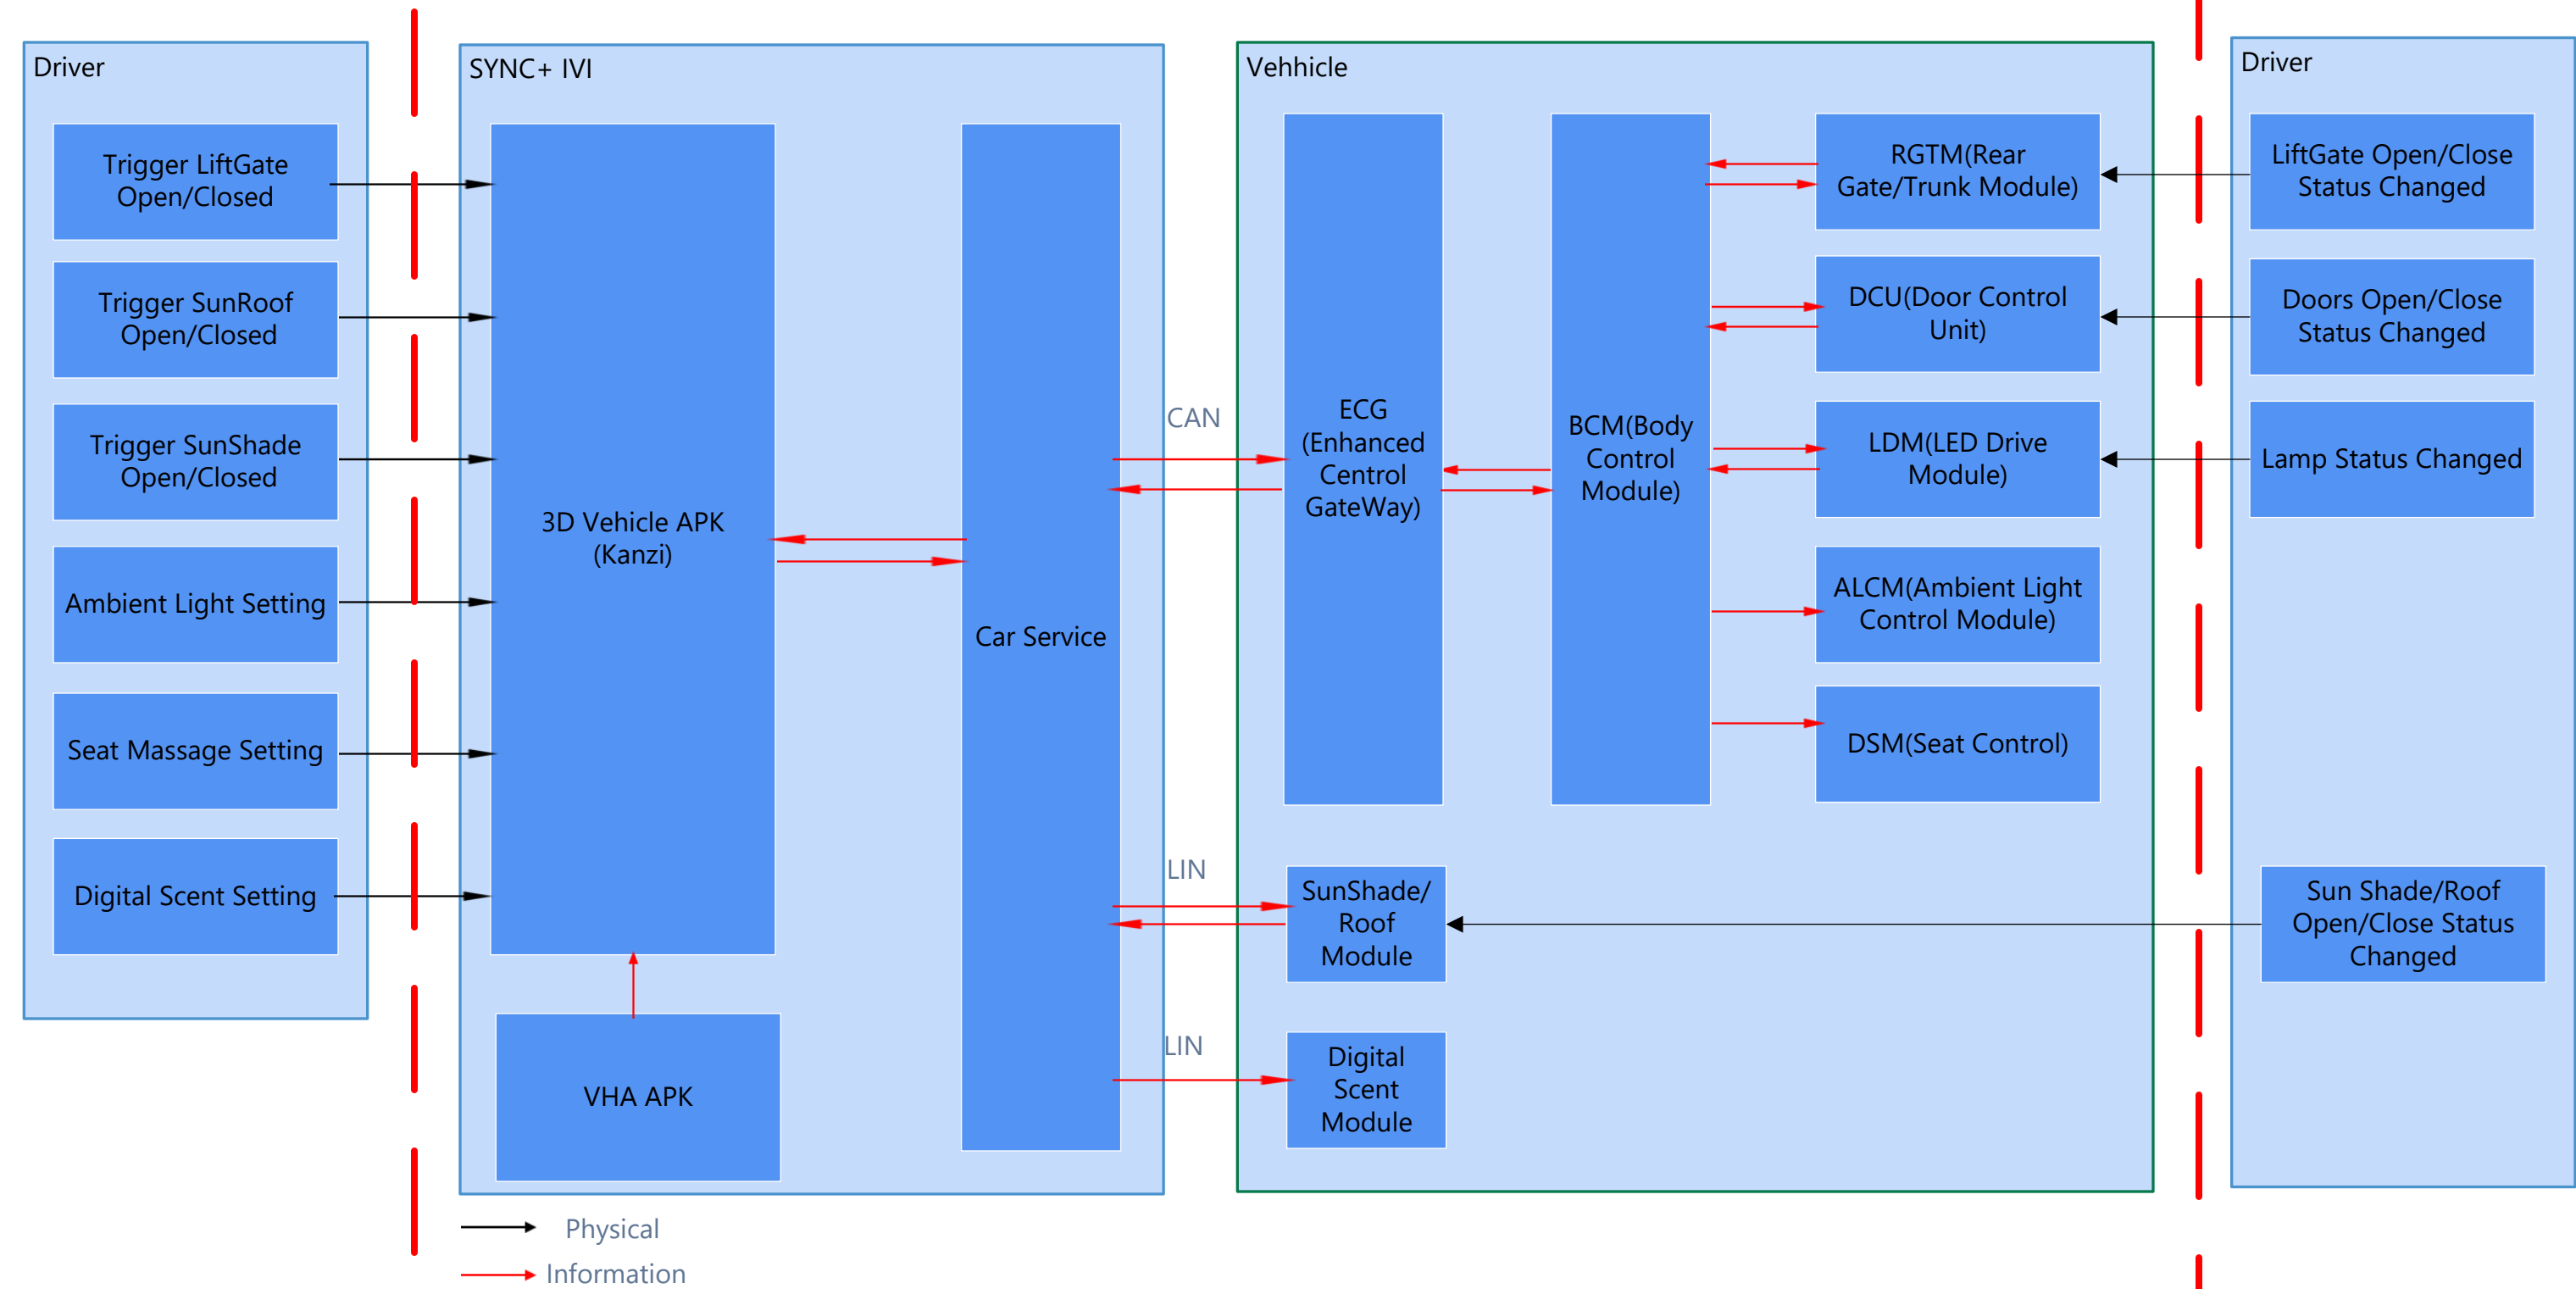 Driver
Trigger LiftGate
Open/Closed
Trigger SunRoof
Open/Closed
Trigger SunShade
Open/Closed
Ambient Light Setting
Seat Massage Setting
Digital Scent Setting
SYNC+ IVI
3D Vehicle APK
(Kanzi)
VHA APK
Car Service
CAN
LIN
LIN
Vehhicle
ECG
(Enhanced
Central
GateWay)
BCM(Body
Control
Module)
RGTM(Rear
Gate/Trunk Module)
DCU(Door Control
Unit)
LDM(LED Drive
Module)
ALCM(Ambient Light
Control Module)
DSM(Seat Control)
SunShade/
Roof
Module
Digital
Scent
Module
Driver
LiftGate Open/Close
Status Changed
Doors Open/Close
Status Changed
Lamp Status Changed
Sun Shade/Roof
Open/Close Status
Changed
Physical
Information